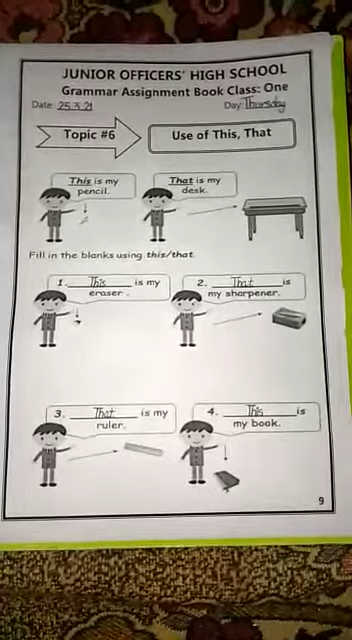 JUNIOR OFFICERS' HIGH SCHOOL
Grammar Assignment Book Class: One
Date: 25.3.21 Day: Thursday
Topic #6 Use of This, That
This is my pencil.
That is my desk.
Fill in the blanks using this/that.
1. This is my
eraser .
2. That is
my sharpener.
3. That is my
ruler.
4. This is
my book.
9